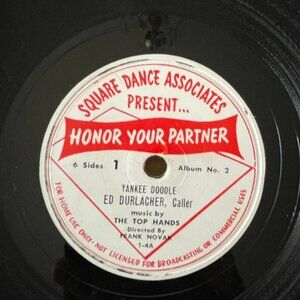 SQUARE DANCE ASSOCIATES
PRESENT...
HONOR YOUR PARTNER
6 Sides 1 Album No. 2
YANKEE DOODLE
ED DURLACHER, Caller
music by
THE TOP HANDS
Directed By
FRANK NOVAK
1-4A
FOR HOME USE ONLY-NOT LICENSED FOR BROADCASTING OR COMMERCIAL USES